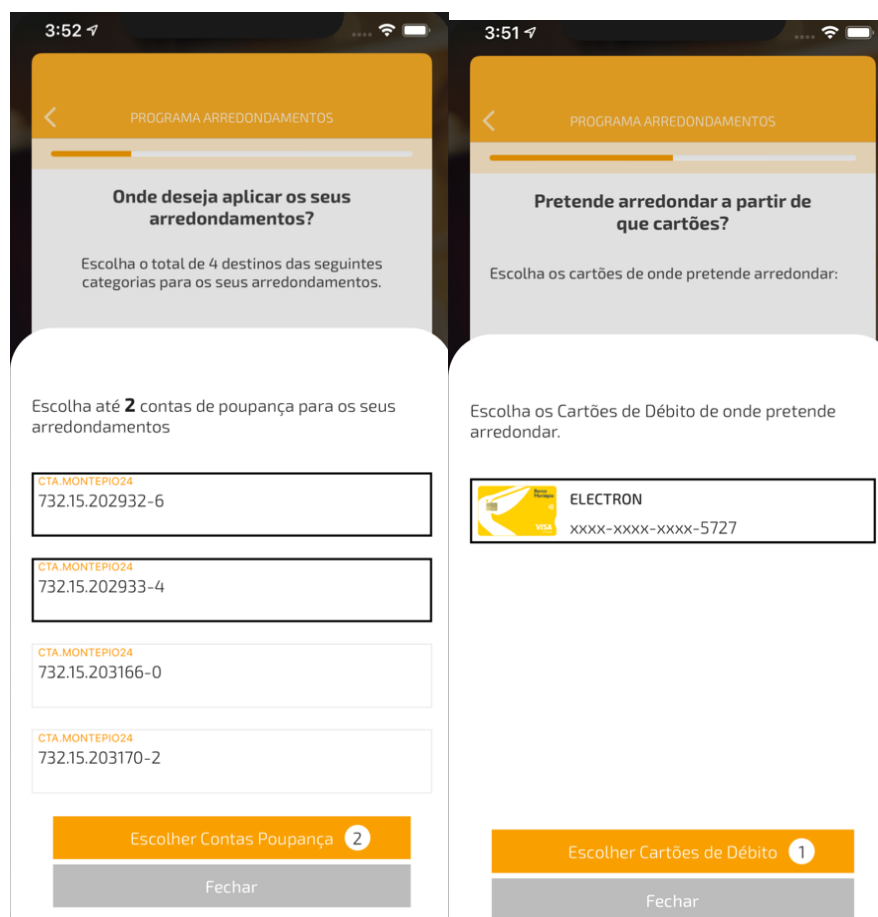 3:52
PROGRAMA ARREDONDAMENTOS
Onde deseja aplicar os seus
arredondamentos?
Escolha o total de 4 destinos das seguintes
categorias para os seus arredondamentos.
Escolha até 2 contas de poupança para os seus
arredondamentos
CTA.MONTEPIO24
732.15.202932-6
CTA.MONTEPIO24
732.15.202933-4
CTA.MONTEPIO24
732.15.203166-0
CTA.MONTEPIO24
732.15.203170-2
Escolher Contas Poupança 2
Fechar
3:51
PROGRAMA ARREDONDAMENTOS
Pretende arredondar a partir de
que cartões?
Escolha os cartões de onde pretende arredondar:
Escolha os Cartões de Débito de onde pretende
arredondar.
Banco
Montepio
VISA
ELECTRON
xxxx-xxxx-xxxx-5727
Escolher Cartões de Débito 1
Fechar